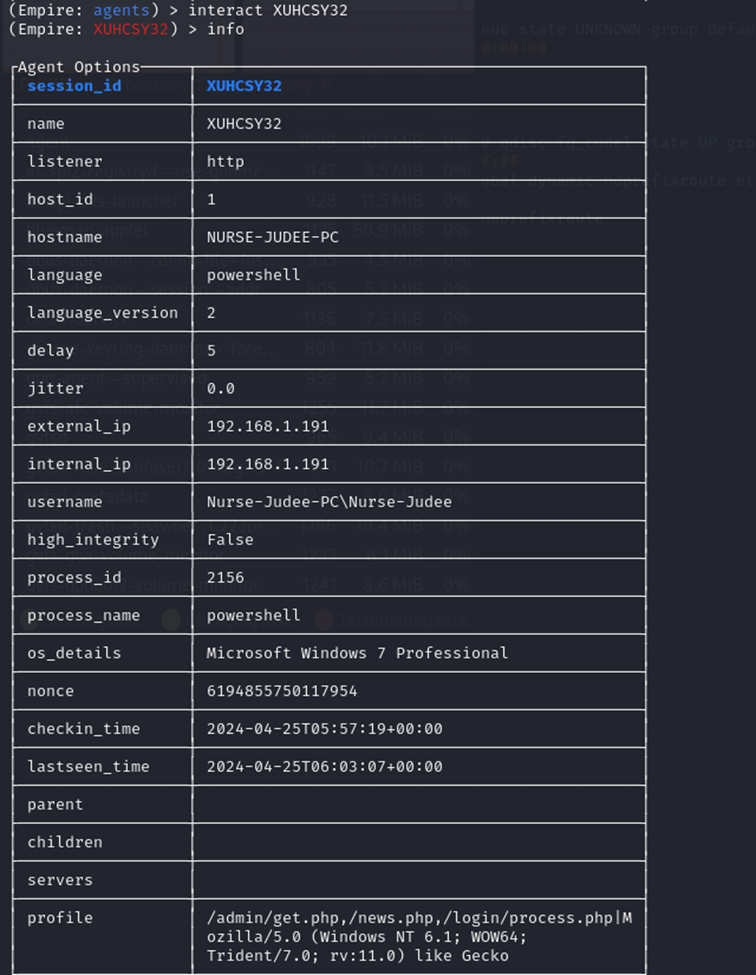 (Empire: agents) > interact XUHCSY32
(Empire: XUHCSY32) > info
Agent Options
session_id XUHCSY32
name XUHCSY32
listener http
host_id 1
hostname NURSE-JUDEE-PC
language powershell
language_version 2
delay 5
jitter 0.0
external_ip 192.168.1.191
internal_ip 192.168.1.191
username Nurse-Judee-PC\Nurse-Judee
high_integrity False
process_id 2156
process_name powershell
os_details Microsoft Windows 7 Professional
nonce 6194855750117954
checkin_time 2024-04-25T05:57:19+00:00
lastseen_time 2024-04-25T06:03:07+00:00
parent
children
servers
profile /admin/get.php,/news.php,/login/process.php|M
ozilla/5.0 (Windows NT 6.1; WOW64;
Trident/7.0; rv:11.0) like Gecko